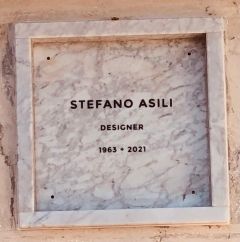 STEFANO ASILI
DESIGNER
1963 • 2021